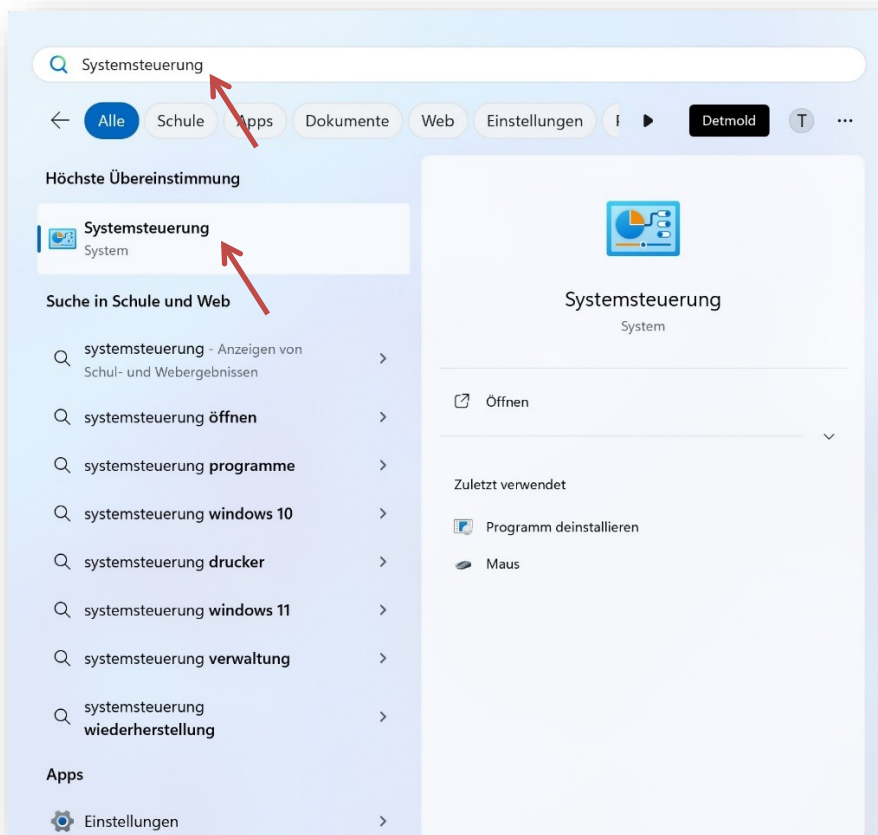 Systemsteuerung
Alle Schule Apps Dokumente Web Einstellungen Detmold T ...
Höchste Übereinstimmung
Systemsteuerung
System
Suche in Schule und Web
systemsteuerung - Anzeigen von
Schul- und Webergebnissen
systemsteuerung öffnen
systemsteuerung programme
systemsteuerung windows 10
systemsteuerung drucker
systemsteuerung windows 11
systemsteuerung verwaltung
systemsteuerung
wiederherstellung
Apps
Einstellungen
Systemsteuerung
System
Öffnen
Zuletzt verwendet
Programm deinstallieren
Maus